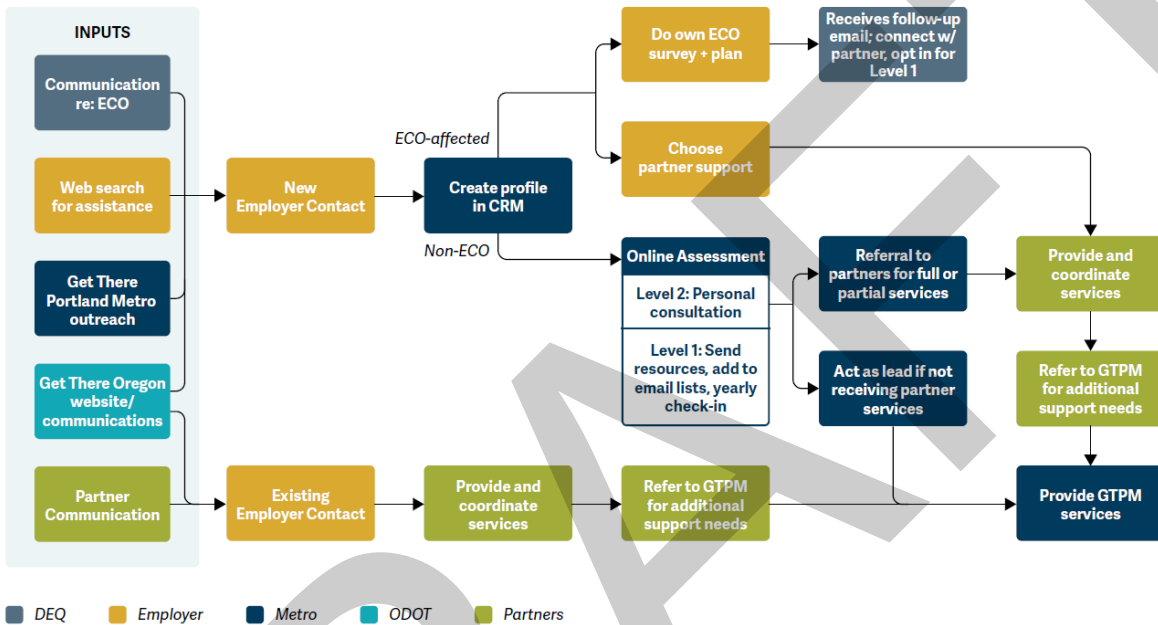 INPUTS
Communication
re: ECO
Web search
for assistance
Get There
Portland Metro
outreach
Get There Oregon
website/
communications
Partner
Communication
New
Employer Contact
Existing
Employer Contact
ECO-affected
Create profile
in CRM
Non-ECO
Provide and
coordinate
services
Do own ECO
survey + plan
Choose
partner support
Online Assessment
Level 2: Personal
consultation
Level 1: Send
resources, add to
email lists, yearly
check-in
Refer to GTPM
for additional
support needs
Receives follow-up
email; connect w/
partner, opt in for
Level 1
Referral to
partners for full or
partial services
Act as lead if not
receiving partner
services
Provide and
coordinate
services
Refer to GTPM
for additional
support needs
Provide GTPM
services
DEQ
Employer
Metro
ODOT
Partners
DRAFT